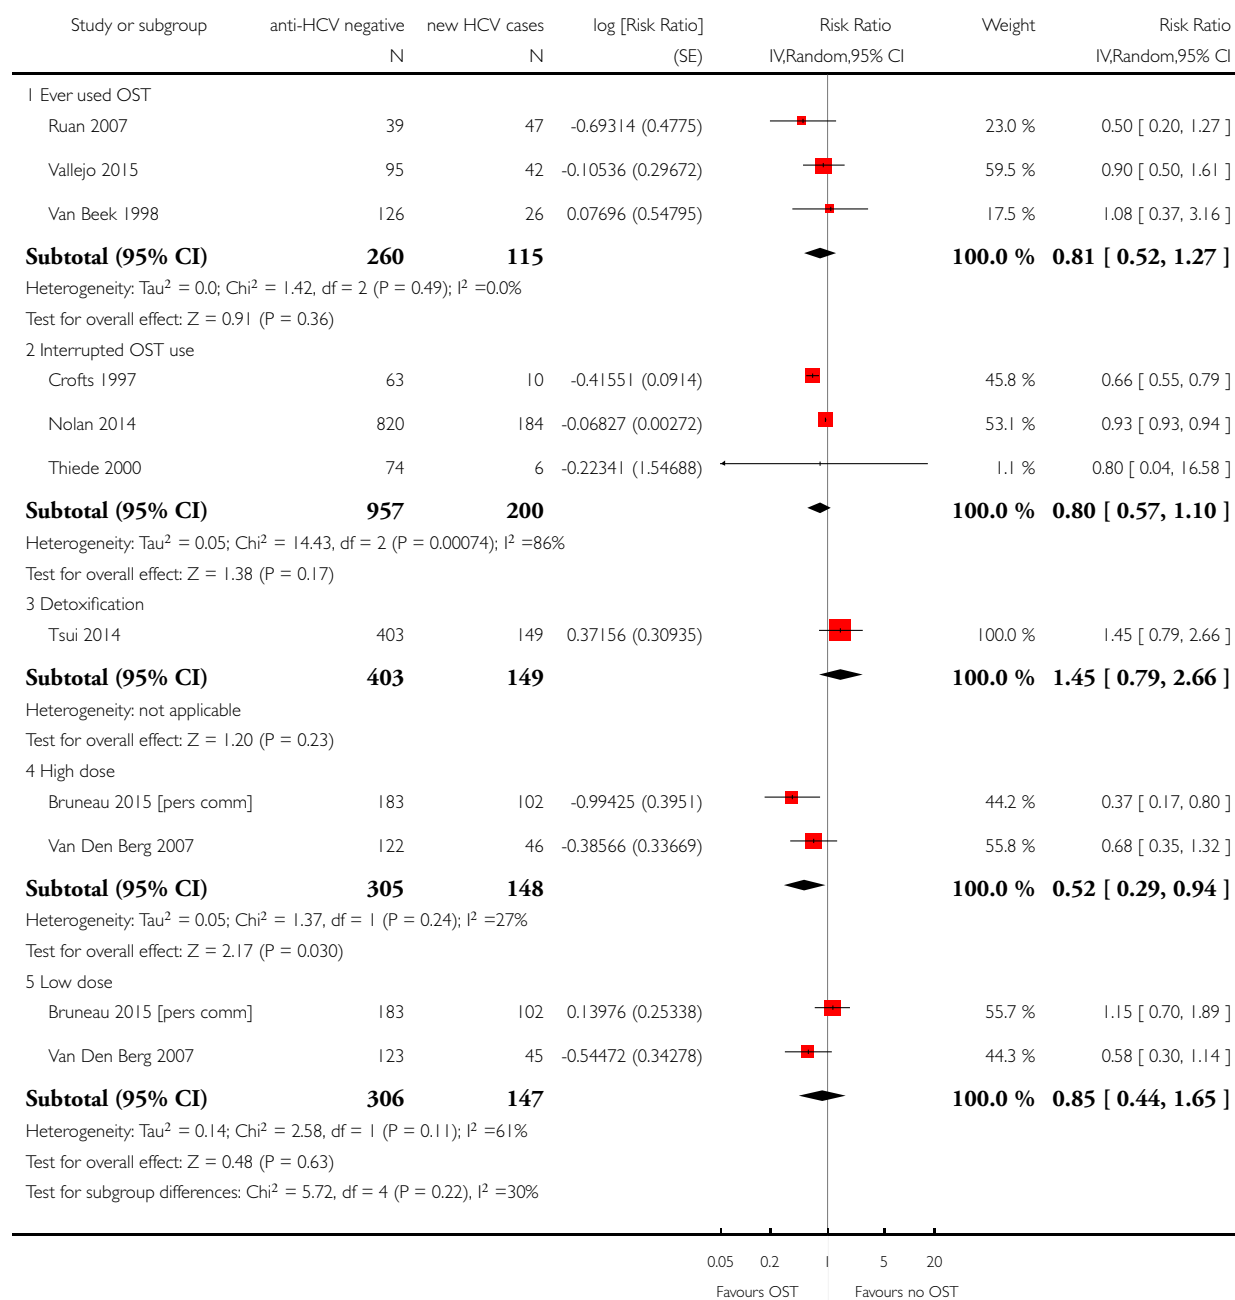 Study or subgroup anti-HCV negative new HCV cases log [Risk Ratio] Risk Ratio Weight Risk Ratio
N N (SE) IV,Random,95% CI IV,Random,95% CI
1 Ever used OST
Ruan 2007 39 47 -0.69314 (0.4775) 23.0 % 0.50 [ 0.20, 1.27 ]
Vallejo 2015 95 42 -0.10536 (0.29672) 59.5 % 0.90 [ 0.50, 1.61 ]
Van Beek 1998 126 26 0.07696 (0.54795) 17.5 % 1.08 [ 0.37, 3.16 ]
Subtotal (95% CI) 260 115 100.0 % 0.81 [ 0.52, 1.27 ]
Heterogeneity: Tau² = 0.0; Chi² = 1.42, df = 2 (P = 0.49); I² =0.0%
Test for overall effect: Z = 0.91 (P = 0.36)
2 Interrupted OST use
Crofts 1997 63 10 -0.41551 (0.0914) 45.8 % 0.66 [ 0.55, 0.79 ]
Nolan 2014 820 184 -0.06827 (0.00272) 53.1 % 0.93 [ 0.93, 0.94 ]
Thiede 2000 74 6 -0.22341 (1.54688) 1.1 % 0.80 [ 0.04, 16.58 ]
Subtotal (95% CI) 957 200 100.0 % 0.80 [ 0.57, 1.10 ]
Heterogeneity: Tau² = 0.05; Chi² = 14.43, df = 2 (P = 0.00074); I² =86%
Test for overall effect: Z = 1.38 (P = 0.17)
3 Detoxification
Tsui 2014 403 149 0.37156 (0.30935) 100.0 % 1.45 [ 0.79, 2.66 ]
Subtotal (95% CI) 403 149 100.0 % 1.45 [ 0.79, 2.66 ]
Heterogeneity: not applicable
Test for overall effect: Z = 1.20 (P = 0.23)
4 High dose
Bruneau 2015 [pers comm] 183 102 -0.99425 (0.3951) 44.2 % 0.37 [ 0.17, 0.80 ]
Van Den Berg 2007 122 46 -0.38566 (0.33669) 55.8 % 0.68 [ 0.35, 1.32 ]
Subtotal (95% CI) 305 148 100.0 % 0.52 [ 0.29, 0.94 ]
Heterogeneity: Tau² = 0.05; Chi² = 1.37, df = 1 (P = 0.24); I² =27%
Test for overall effect: Z = 2.17 (P = 0.030)
5 Low dose
Bruneau 2015 [pers comm] 183 102 0.13976 (0.25338) 55.7 % 1.15 [ 0.70, 1.89 ]
Van Den Berg 2007 123 45 -0.54472 (0.34278) 44.3 % 0.58 [ 0.30, 1.14 ]
Subtotal (95% CI) 306 147 100.0 % 0.85 [ 0.44, 1.65 ]
Heterogeneity: Tau² = 0.14; Chi² = 2.58, df = 1 (P = 0.11); I² =61%
Test for overall effect: Z = 0.48 (P = 0.63)
Test for subgroup differences: Chi² = 5.72, df = 4 (P = 0.22), I² =30%
0.05 0.2 1 5 20
Favours OST Favours no OST